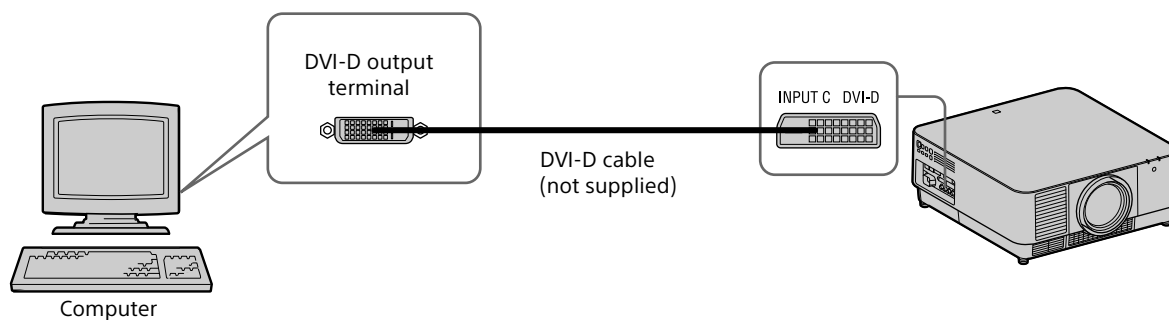 DVI-D output
terminal
INPUT C DVI-D
DVI-D cable
(not supplied)
Computer